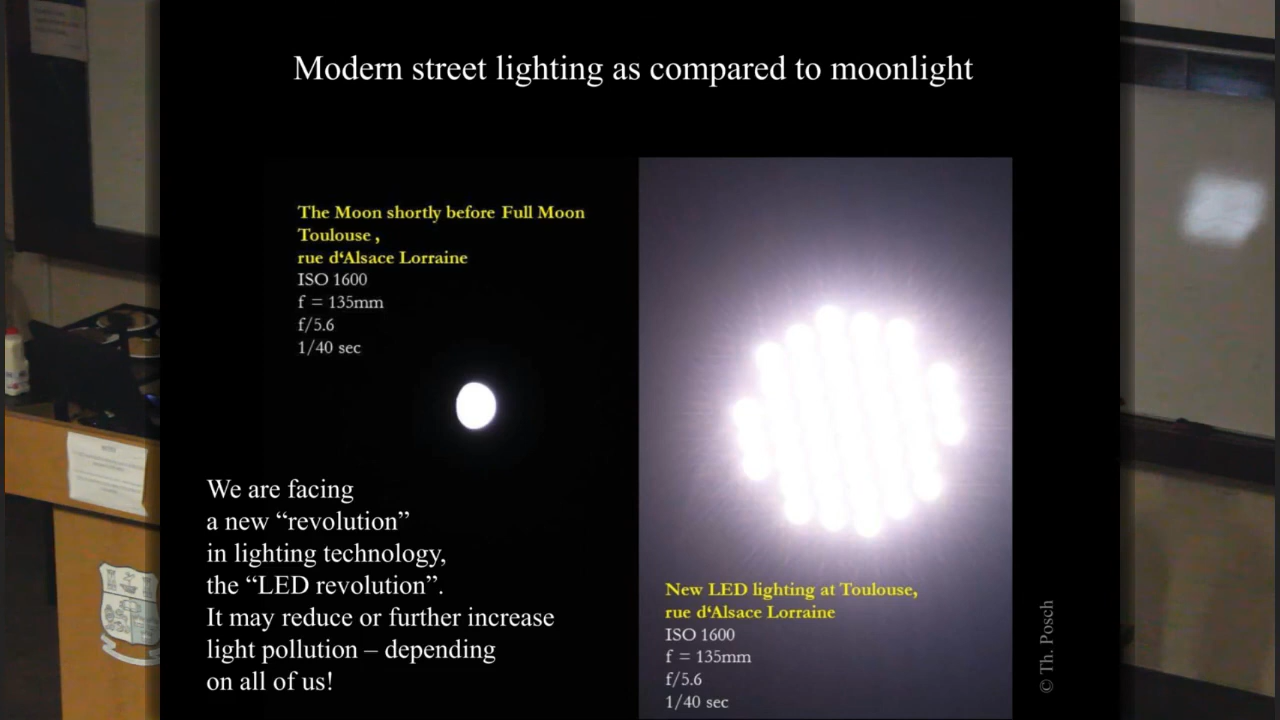 Modern street lighting as compared to moonlight
The Moon shortly before Full Moon
Toulouse ,
rue d‘Alsace Lorraine
ISO 1600
f = 135mm
f/5.6
1/40 sec
We are facing
a new “revolution”
in lighting technology,
the “LED revolution”.
It may reduce or further increase
light pollution – depending
on all of us!
New LED lighting at Toulouse,
rue d‘Alsace Lorraine
ISO 1600
f = 135mm
f/5.6
1/40 sec
© Th. Posch